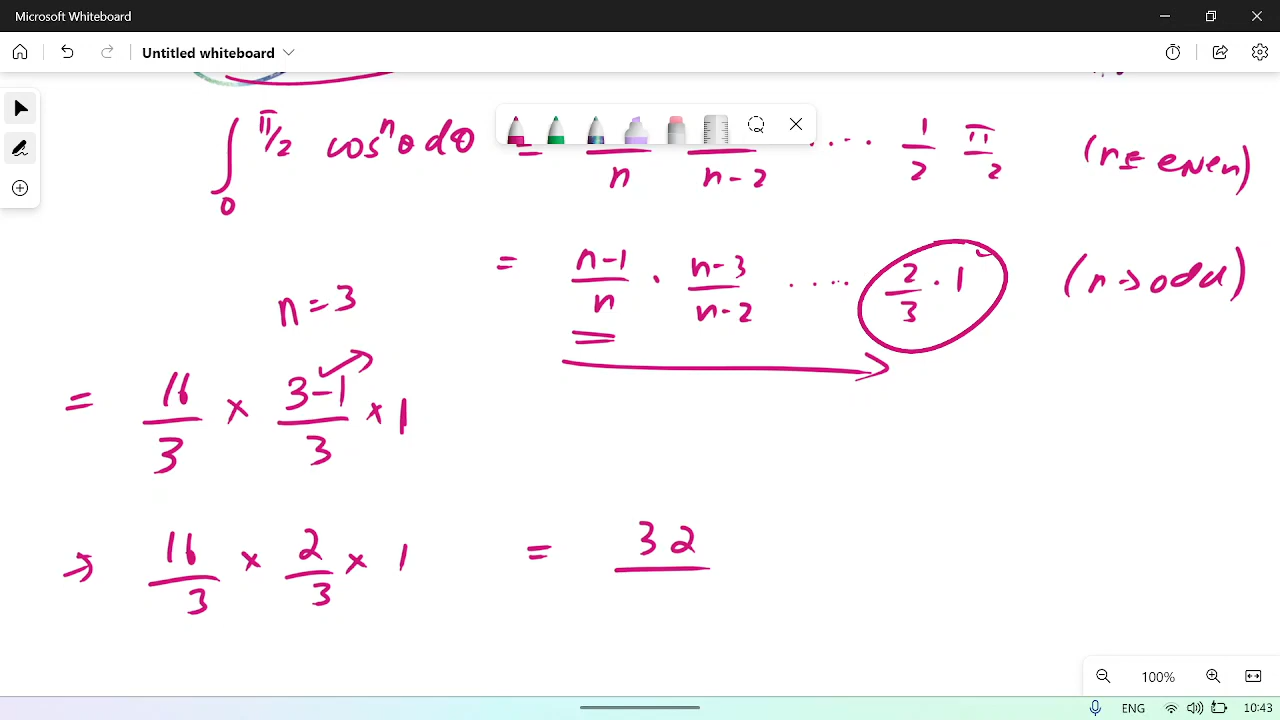 Microsoft Whiteboard
Untitled whiteboard
∫₀^(π/2) cosⁿ θ dθ = /n /(n-2) .... 1/2 π/2 (n = even)
= (n-1)/n . (n-3)/(n-2) ..... 2/3 . 1 (n → odd)
n = 3
= 16/3 × (3-1)/3 × 1
→ 16/3 × 2/3 × 1 = 32
100%
ENG 10:43